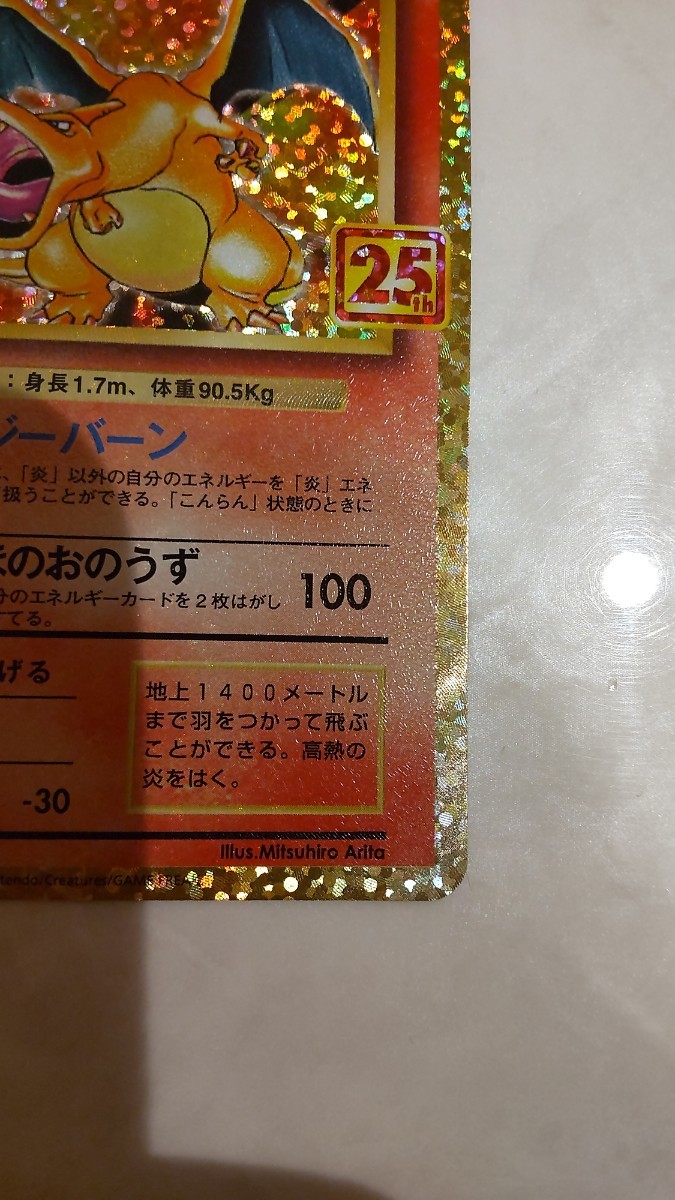 25th
：身長1.7m、体重90.5Kg
ジーバーン
、「炎」以外の自分のエネルギーを「炎」エネ
扱うことができる。「こんらん」状態のときに
ほのおのうず
100
分のエネルギーカードを２枚はがし
てる。
げる
地上１４００メートル
まで羽をつかって飛ぶ
ことができる。高熱の
炎をはく。
-30
Illus.Mitsuhiro Arita
ntendo/Creatures/GAME FREAK